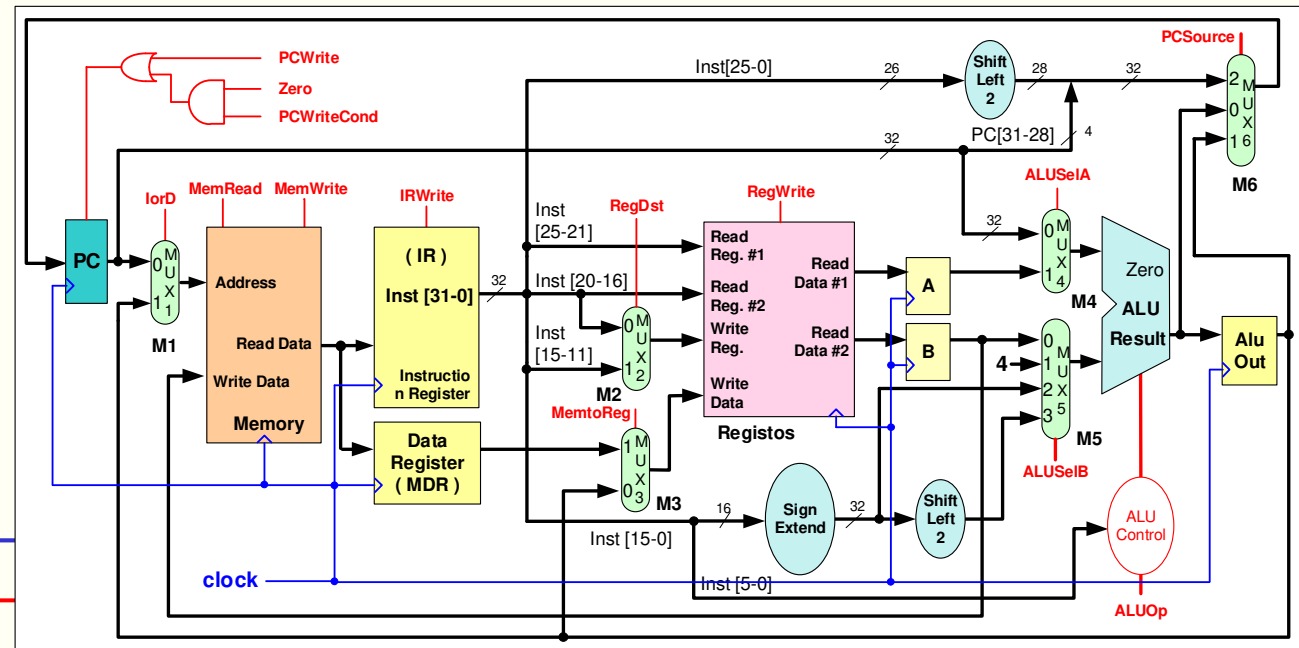 PCWrite
Zero
PCWriteCond
PCSource
Inst[25-0]
26
Shift
Left
2
28
32
2
0
1
M
U
X
6
M6
32
PC[31-28]
4
IorD
MemRead
MemWrite
IRWrite
RegDst
RegWrite
ALUSelA
PC
0
1
M
U
X
1
M1
Address
Read Data
Write Data
Memory
( IR )
Inst [31-0]
Instructio
n Register
32
Inst
[25-21]
Inst [20-16]
Inst
[15-11]
0
1
M
U
X
2
M2
Read
Reg. #1
Read
Reg. #2
Write
Reg.
Write
Data
Read
Data #1
Read
Data #2
Registos
A
B
32
0
1
M
U
X
4
M4
0
4
1
2
3
M
U
X
5
M5
ALUSelB
Zero
ALU
Result
Alu
Out
Data
Register
( MDR )
MemtoReg
1
0
M
U
X
3
M3
Inst [15-0]
16
Sign
Extend
32
Shift
Left
2
ALU
Control
ALUOp
clock
Inst [5-0]